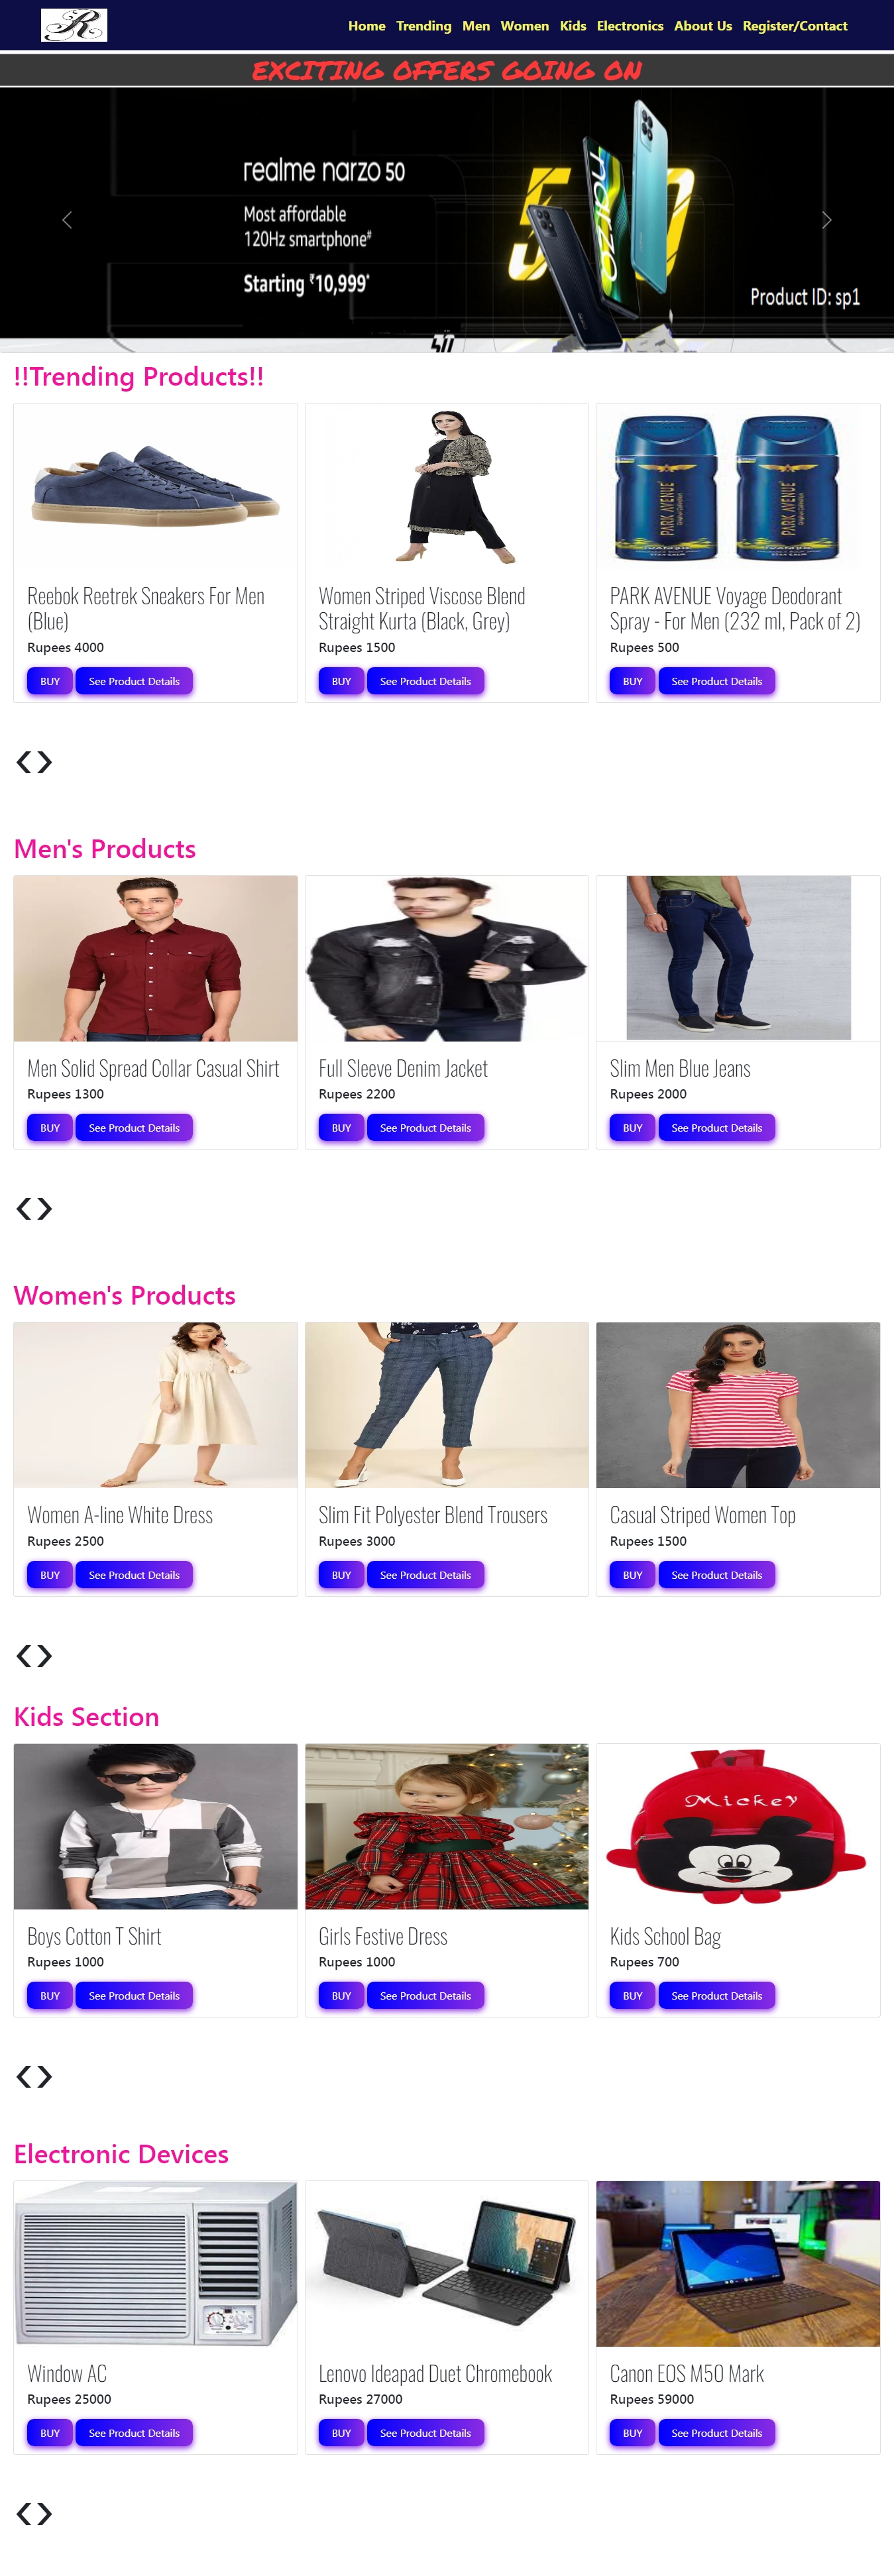 R
Home Trending Men Women Kids Electronics About Us Register/Contact
EXCITING OFFERS GOING ON
realme narzo 50
Most affordable
120Hz smartphone#
Starting ₹10,999*
50
narzo
Product ID: sp1
50
!!Trending Products!!
PARK AVENUE
PARK AVENUE
Reebok Reetrek Sneakers For Men
(Blue)
Rupees 4000
BUY See Product Details
Women Striped Viscose Blend
Straight Kurta (Black, Grey)
Rupees 1500
BUY See Product Details
PARK AVENUE Voyage Deodorant
Spray - For Men (232 ml, Pack of 2)
Rupees 500
BUY See Product Details
Men's Products
Men Solid Spread Collar Casual Shirt
Rupees 1300
BUY See Product Details
Full Sleeve Denim Jacket
Rupees 2200
BUY See Product Details
Slim Men Blue Jeans
Rupees 2000
BUY See Product Details
Women's Products
Women A-line White Dress
Rupees 2500
BUY See Product Details
Slim Fit Polyester Blend Trousers
Rupees 3000
BUY See Product Details
Casual Striped Women Top
Rupees 1500
BUY See Product Details
Kids Section
Mickey
Boys Cotton T Shirt
Rupees 1000
BUY See Product Details
Girls Festive Dress
Rupees 1000
BUY See Product Details
Kids School Bag
Rupees 700
BUY See Product Details
Electronic Devices
Window AC
Rupees 25000
BUY See Product Details
Lenovo Ideapad Duet Chromebook
Rupees 27000
BUY See Product Details
Canon EOS M50 Mark
Rupees 59000
BUY See Product Details